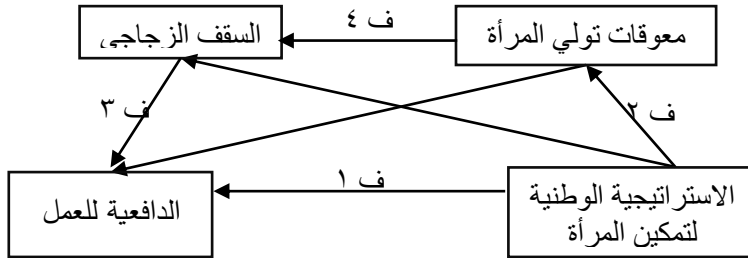 ف ٤
معوقات تولي المرأة
السقف الزجاجي
ف ٢
ف ٣
ف ١
الاستراتيجية الوطنية
لتمكين المرأة
الدافعية للعمل